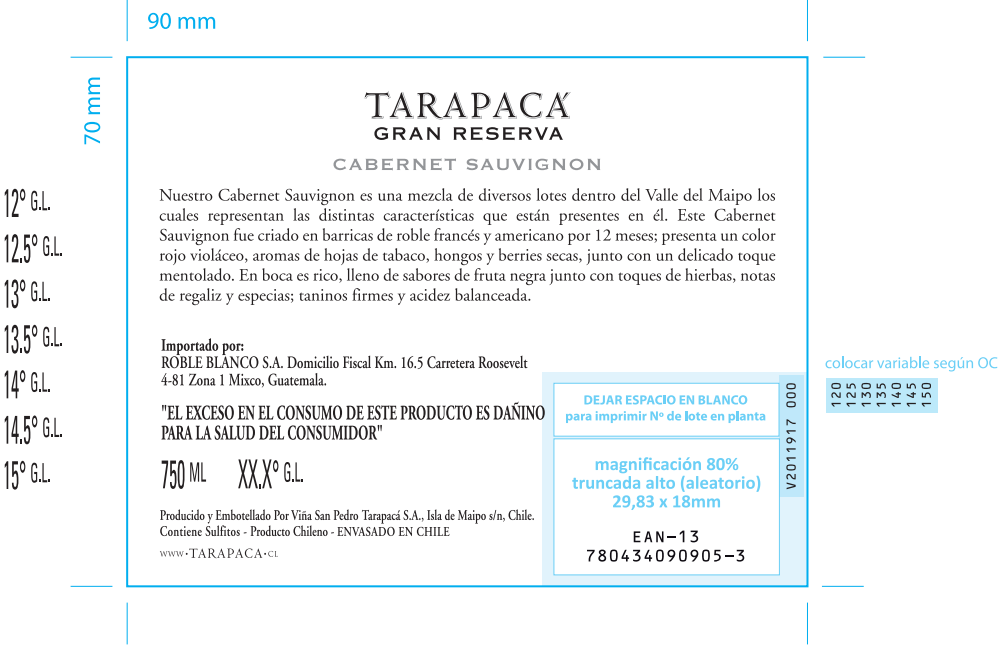 90 mm
70 mm
TARAPACÁ
GRAN RESERVA
CABERNET SAUVIGNON
Nuestro Cabernet Sauvignon es una mezcla de diversos lotes dentro del Valle del Maipo los
cuales representan las distintas características que están presentes en él. Este Cabernet
Sauvignon fue criado en barricas de roble francés y americano por 12 meses; presenta un color
rojo violáceo, aromas de hojas de tabaco, hongos y berries secas, junto con un delicado toque
mentolado. En boca es rico, lleno de sabores de fruta negra junto con toques de hierbas, notas
de regaliz y especias; taninos firmes y acidez balanceada.
12° G.L.
12.5° G.L.
13° G.L.
13.5° G.L.
14° G.L.
14.5° G.L.
15° G.L.
Importado por:
ROBLE BLANCO S.A. Domicilio Fiscal Km. 16.5 Carretera Roosevelt
4-81 Zona 1 Mixco, Guatemala.
"EL EXCESO EN EL CONSUMO DE ESTE PRODUCTO ES DAÑINO
PARA LA SALUD DEL CONSUMIDOR"
750 ML XX.X° G.L.
Producido y Embotellado Por Viña San Pedro Tarapacá S.A., Isla de Maipo s/n, Chile.
Contiene Sulfitos - Producto Chileno - ENVASADO EN CHILE
WWW·TARAPACA·CL
DEJAR ESPACIO EN BLANCO
para imprimir Nº de lote en planta
magnificación 80%
truncada alto (aleatorio)
29,83 x 18mm
EAN-13
780434090905-3
V2011917 000
colocar variable según OC
120
125
130
135
140
145
150